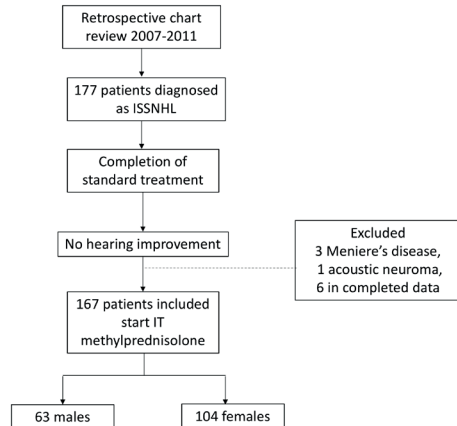 Retrospective chart
review 2007-2011
177 patients diagnosed
as ISSNHL
Completion of
standard treatment
No hearing improvement
Excluded
3 Meniere's disease,
1 acoustic neuroma,
6 in completed data
167 patients included
start IT
methylprednisolone
63 males
104 females